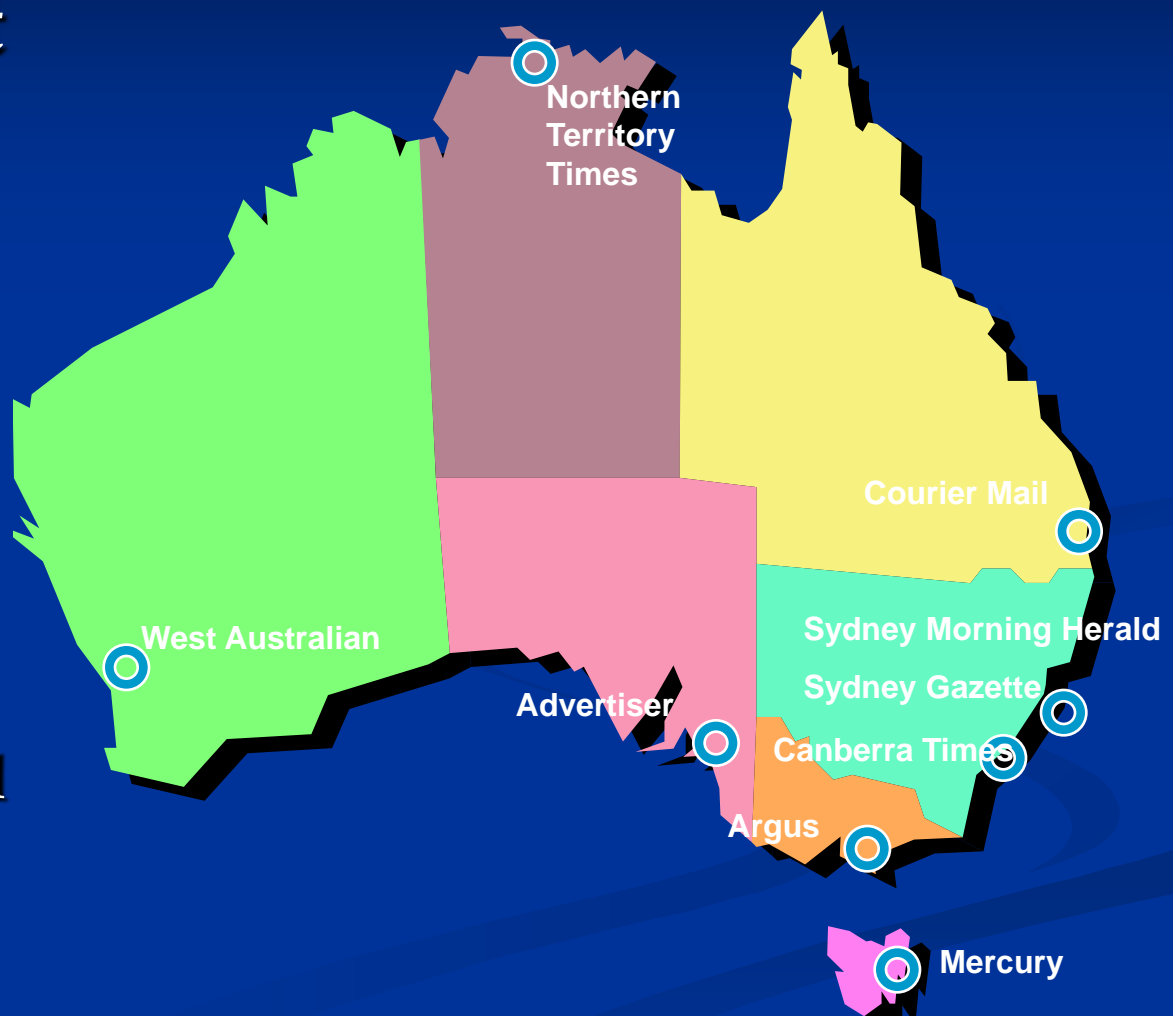 Northern
Territory
Times
Courier Mail
West Australian
Sydney Morning Herald
Sydney Gazette
Advertiser
Canberra Times
Argus
Mercury